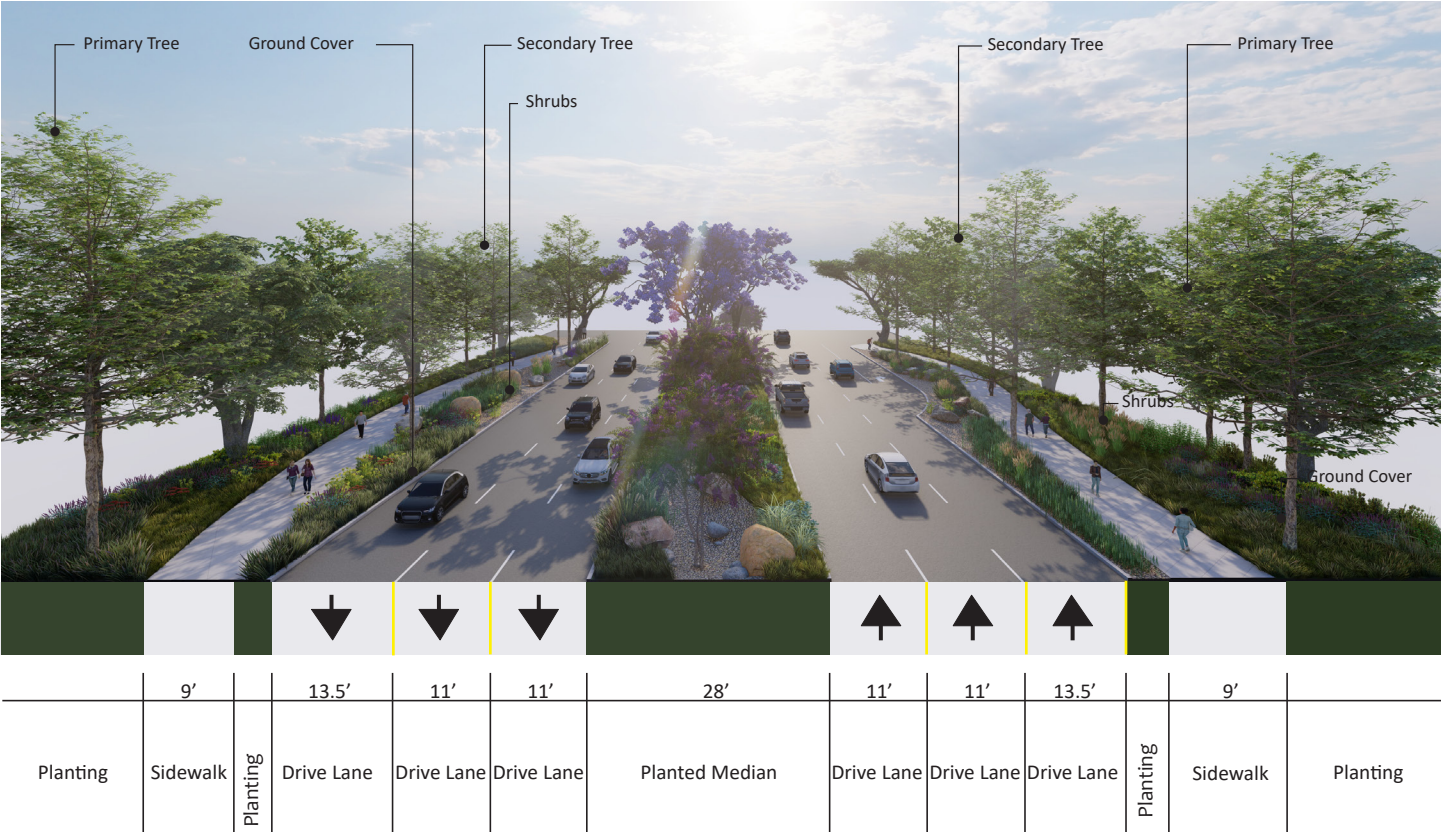 Primary Tree
Ground Cover
Secondary Tree
Secondary Tree
Primary Tree
Shrubs
Shrubs
Ground Cover
9’
13.5’
11’
11’
28’
11’
11’
13.5’
9’
Planting
Sidewalk
Planting
Drive Lane
Drive Lane
Drive Lane
Planted Median
Drive Lane
Drive Lane
Drive Lane
Planting
Sidewalk
Planting